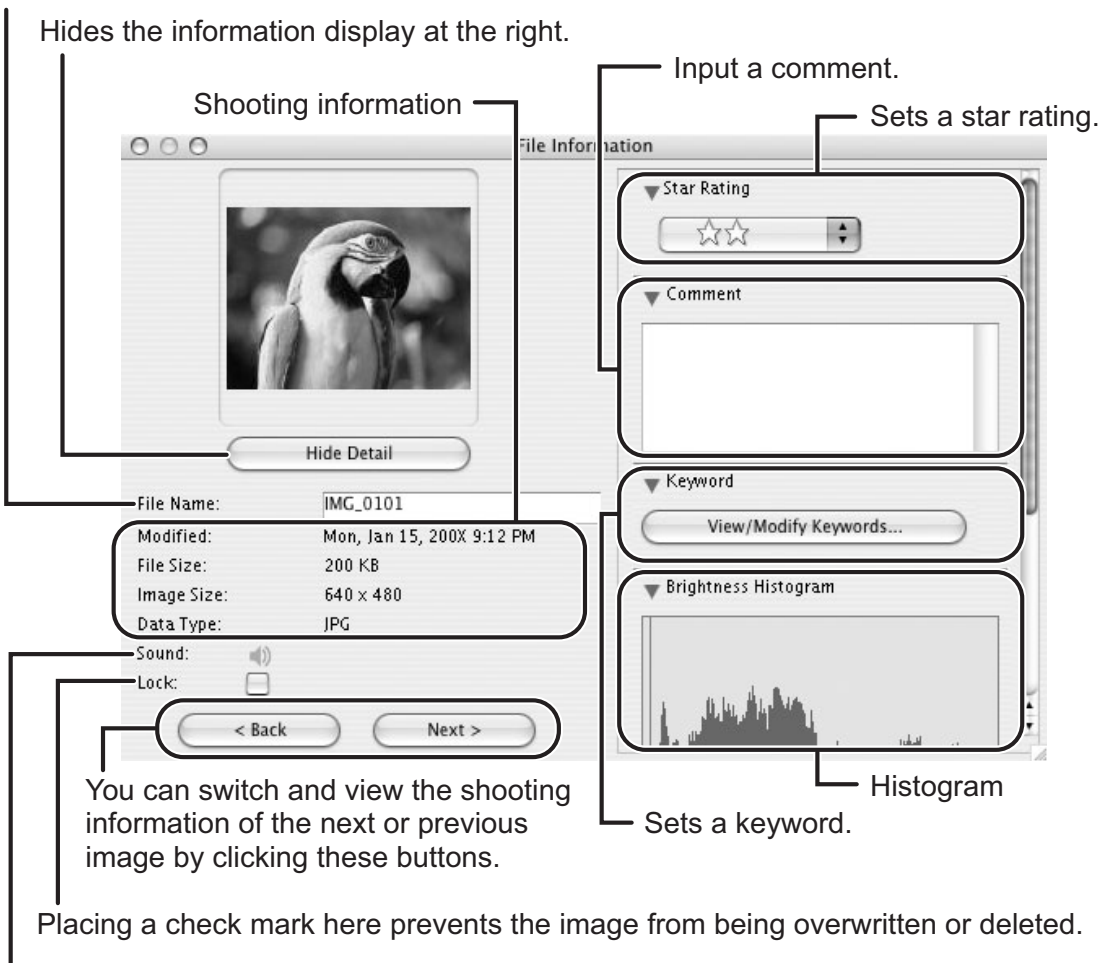 Hides the information display at the right.
Input a comment.
Shooting information
Sets a star rating.
File Information
Star Rating
Comment
Hide Detail
Keyword
File Name: IMG_0101
View/Modify Keywords...
Modified: Mon, Jan 15, 200X 9:12 PM
File Size: 200 KB
Brightness Histogram
Image Size: 640 x 480
Data Type: JPG
Sound:
Lock:
< Back Next >
Histogram
You can switch and view the shooting
information of the next or previous
image by clicking these buttons.
Sets a keyword.
Placing a check mark here prevents the image from being overwritten or deleted.